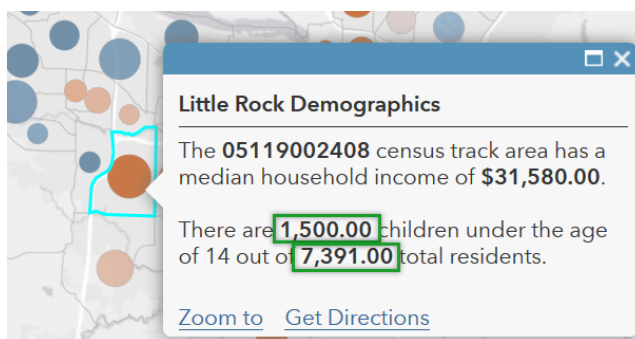 Little Rock Demographics
The 05119002408 census track area has a
median household income of $31,580.00.
There are 1,500.00 children under the age
of 14 out of 7,391.00 total residents.
Zoom to Get Directions